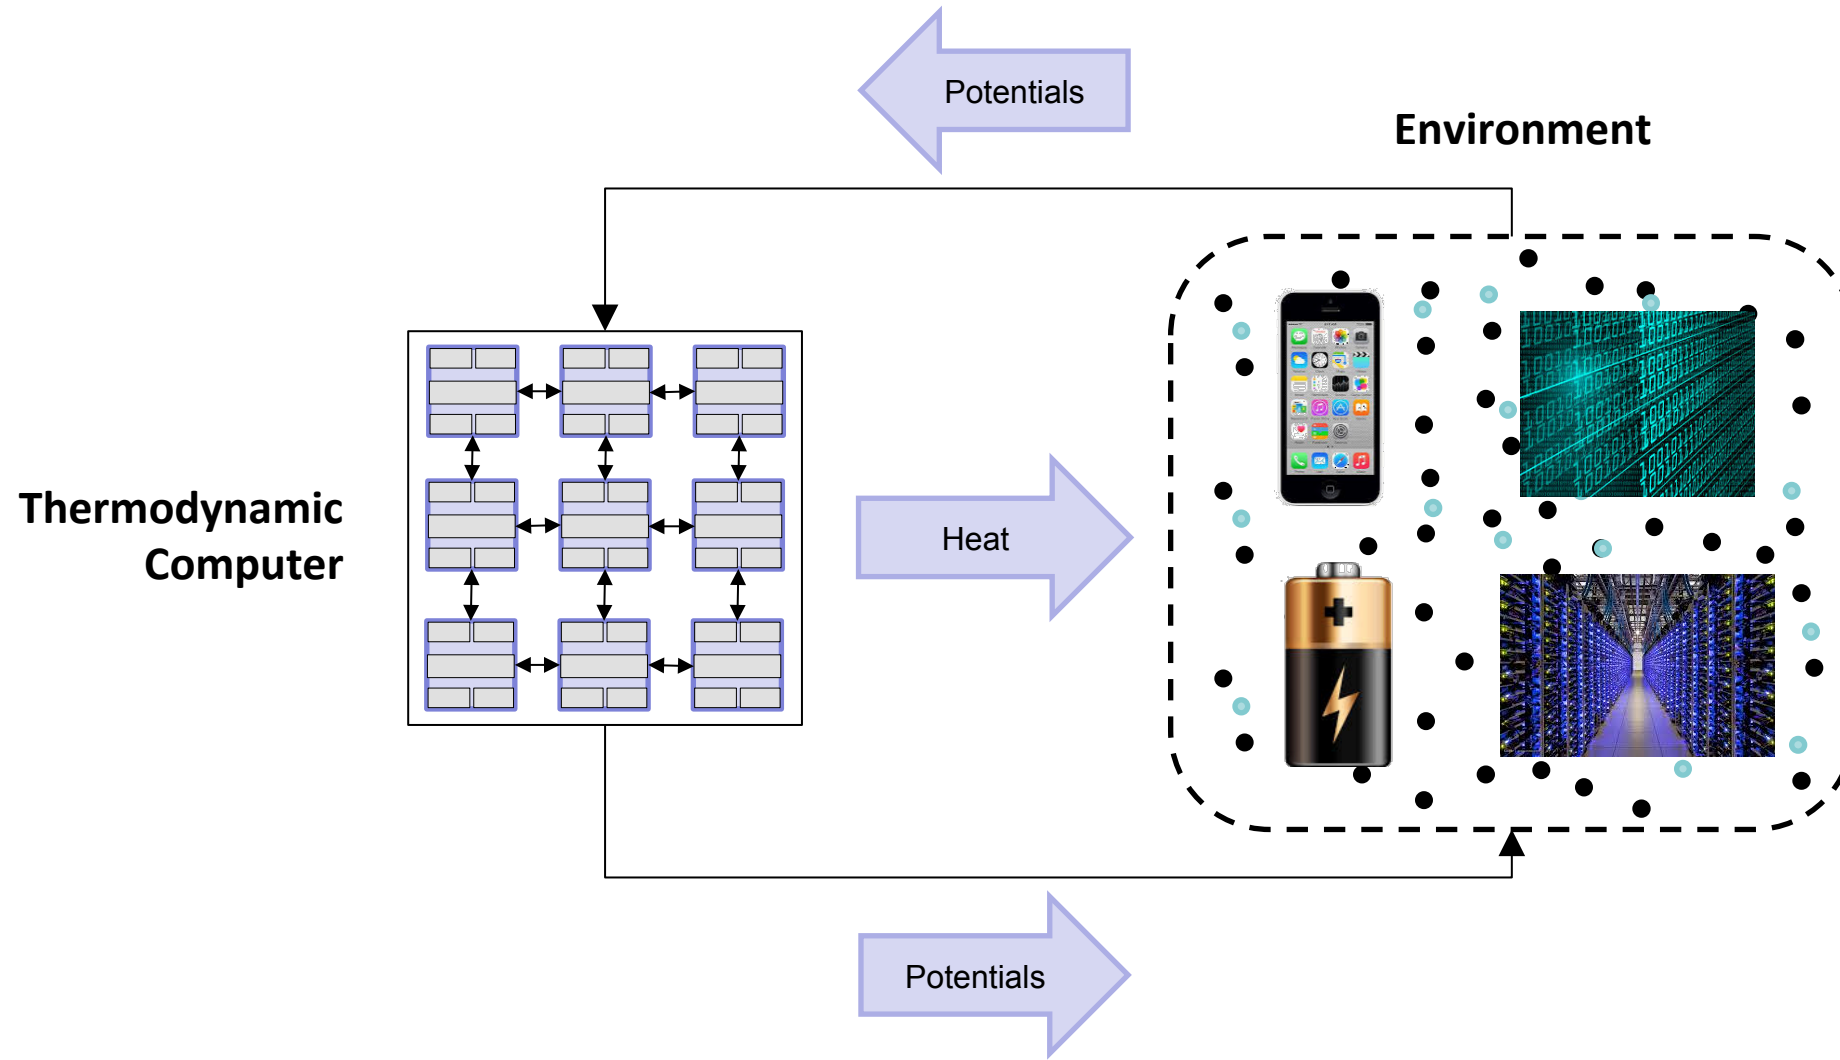 Potentials
Environment
Thermodynamic
Computer
Heat
Potentials